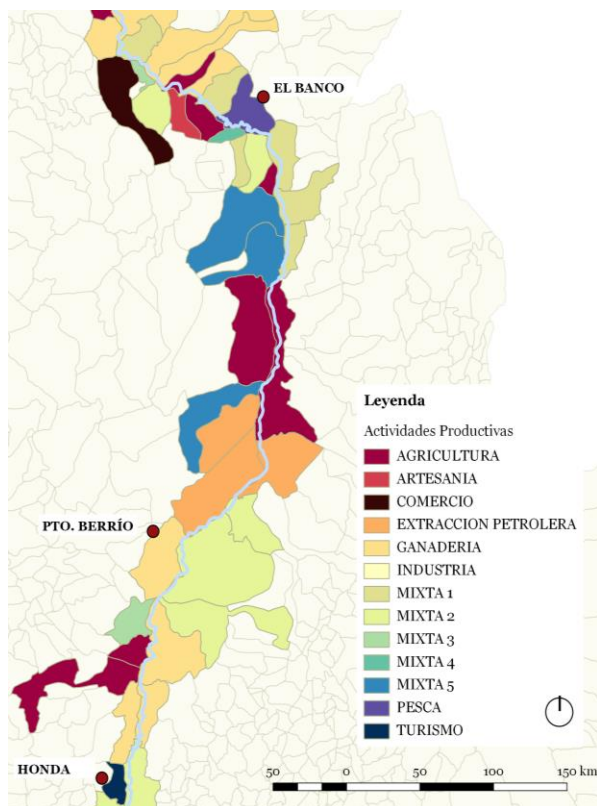 EL BANCO
PTO. BERRÍO
HONDA
Leyenda
Actividades Productivas
AGRICULTURA
ARTESANIA
COMERCIO
EXTRACCION PETROLERA
GANADERIA
INDUSTRIA
MIXTA 1
MIXTA 2
MIXTA 3
MIXTA 4
MIXTA 5
PESCA
TURISMO
50 0 50 100 150 km